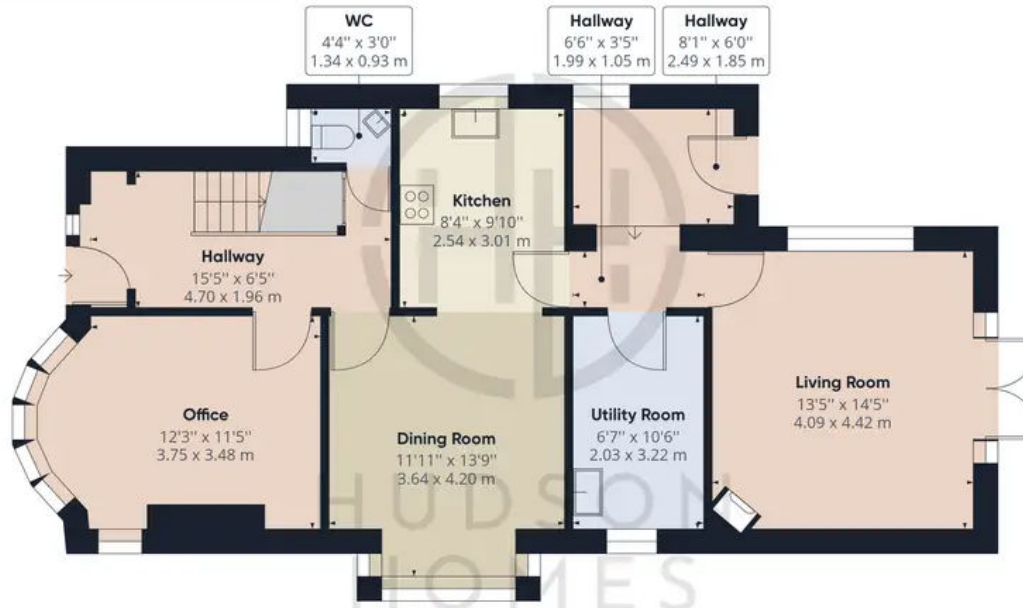 WC
4'4'' x 3'0''
1.34 x 0.93 m
Hallway
6'6'' x 3'5''
1.99 x 1.05 m
Hallway
8'1'' x 6'0''
2.49 x 1.85 m
Kitchen
8'4'' x 9'10''
2.54 x 3.01 m
Hallway
15'5'' x 6'5''
4.70 x 1.96 m
Office
12'3'' x 11'5''
3.75 x 3.48 m
Dining Room
11'11'' x 13'9''
3.64 x 4.20 m
Utility Room
6'7'' x 10'6''
2.03 x 3.22 m
Living Room
13'5'' x 14'5''
4.09 x 4.42 m
HUDSON
HOMES